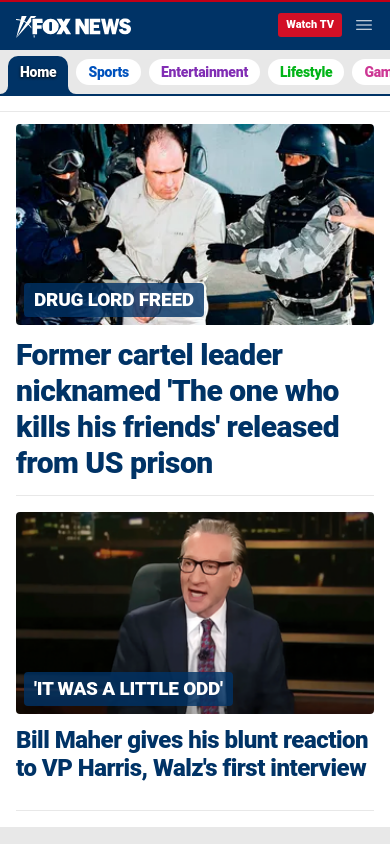 FOX NEWS
Watch TV
Home
Sports
Entertainment
Lifestyle
Gam
DRUG LORD FREED
Former cartel leader
nicknamed 'The one who
kills his friends' released
from US prison
'IT WAS A LITTLE ODD'
Bill Maher gives his blunt reaction
to VP Harris, Walz's first interview